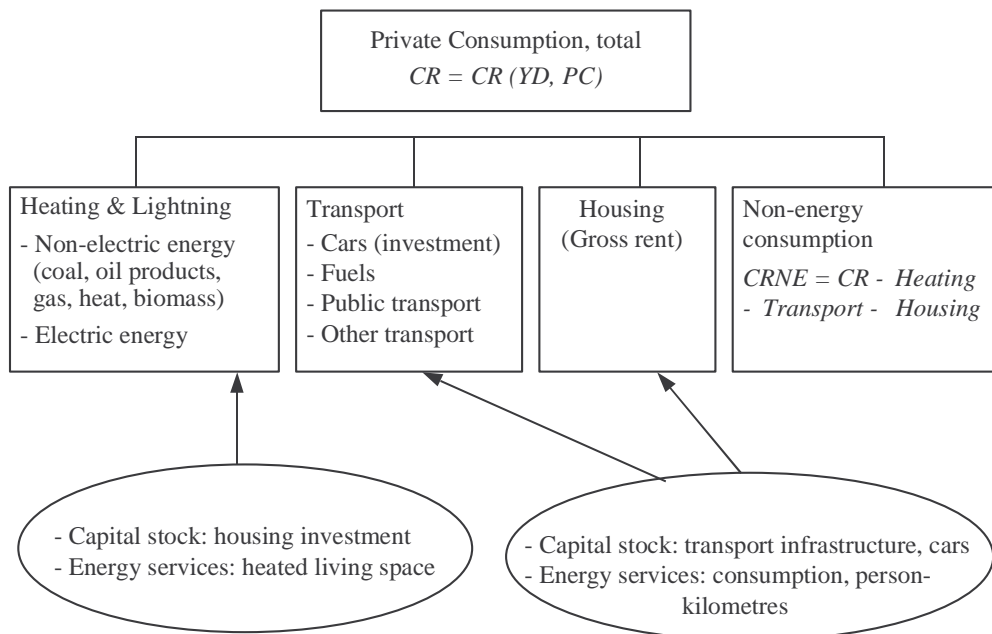 Private Consumption, total
CR = CR (YD, PC)
Heating & Lightning
- Non-electric energy
(coal, oil products,
gas, heat, biomass)
- Electric energy
Transport
- Cars (investment)
- Fuels
- Public transport
- Other transport
Housing
(Gross rent)
Non-energy
consumption
CRNE = CR - Heating
- Transport - Housing
- Capital stock: housing investment
- Energy services: heated living space
- Capital stock: transport infrastructure, cars
- Energy services: consumption, person-
kilometres